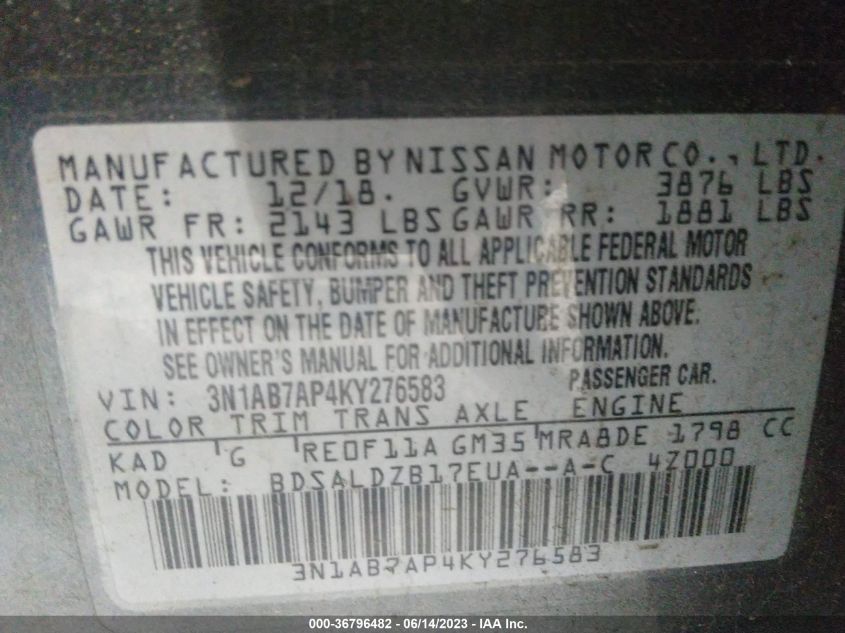 MANUFACTURED BY NISSAN MOTOR CO., LTD.
DATE: 12/18. GVWR: 3876 LBS
GAWR FR: 2143 LBS GAWR RR: 1881 LBS
THIS VEHICLE CONFORMS TO ALL APPLICABLE FEDERAL MOTOR
VEHICLE SAFETY, BUMPER AND THEFT PREVENTION STANDARDS
IN EFFECT ON THE DATE OF MANUFACTURE SHOWN ABOVE.
SEE OWNER'S MANUAL FOR ADDITIONAL INFORMATION.
VIN: 3N1AB7AP4KY276583 PASSENGER CAR.
COLOR TRIM TRANS AXLE ENGINE
KAD G RE0F11A GM35 MRA8DE 1798 CC
MODEL: BDSALDZB17EUA--A-C 4Z000
3N1AB7AP4KY276583
000-36796482 - 06/14/2023 - IAA Inc.